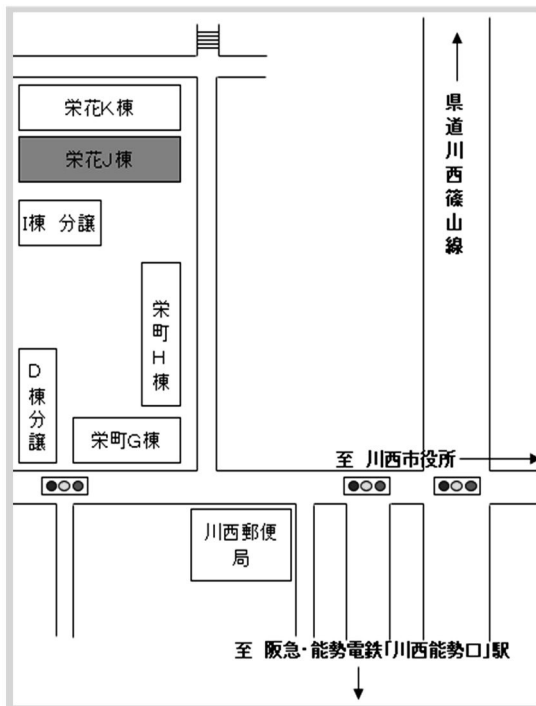 栄花K棟
栄花J棟
I棟 分譲
県道川西篠山線
栄町H棟
D棟分譲
栄町G棟
至 川西市役所
川西郵便
局
至 阪急・能勢電鉄「川西能勢口」駅